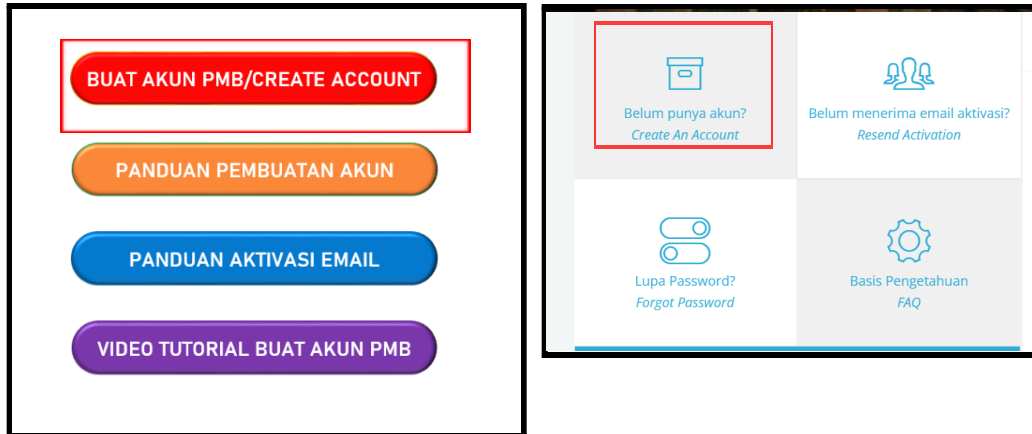 BUAT AKUN PMB/CREATE ACCOUNT
PANDUAN PEMBUATAN AKUN
PANDUAN AKTIVASI EMAIL
VIDEO TUTORIAL BUAT AKUN PMB
Belum punya akun?
Create An Account
Belum menerima email aktivasi?
Resend Activation
Lupa Password?
Forgot Password
Basis Pengetahuan
FAQ